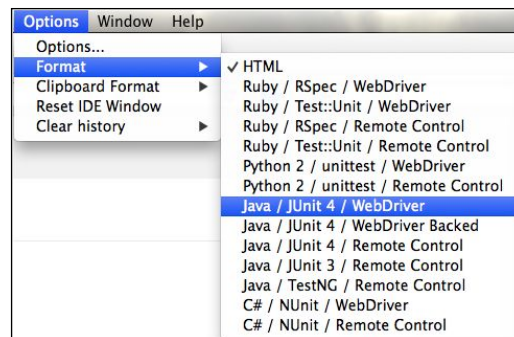 Options Window Help
Options...
Format
Clipboard Format
Reset IDE Window
Clear history
✓ HTML
Ruby / RSpec / WebDriver
Ruby / Test::Unit / WebDriver
Ruby / RSpec / Remote Control
Ruby / Test::Unit / Remote Control
Python 2 / unittest / WebDriver
Python 2 / unittest / Remote Control
Java / JUnit 4 / WebDriver
Java / JUnit 4 / WebDriver Backed
Java / JUnit 4 / Remote Control
Java / JUnit 3 / Remote Control
Java / TestNG / Remote Control
C# / NUnit / WebDriver
C# / NUnit / Remote Control